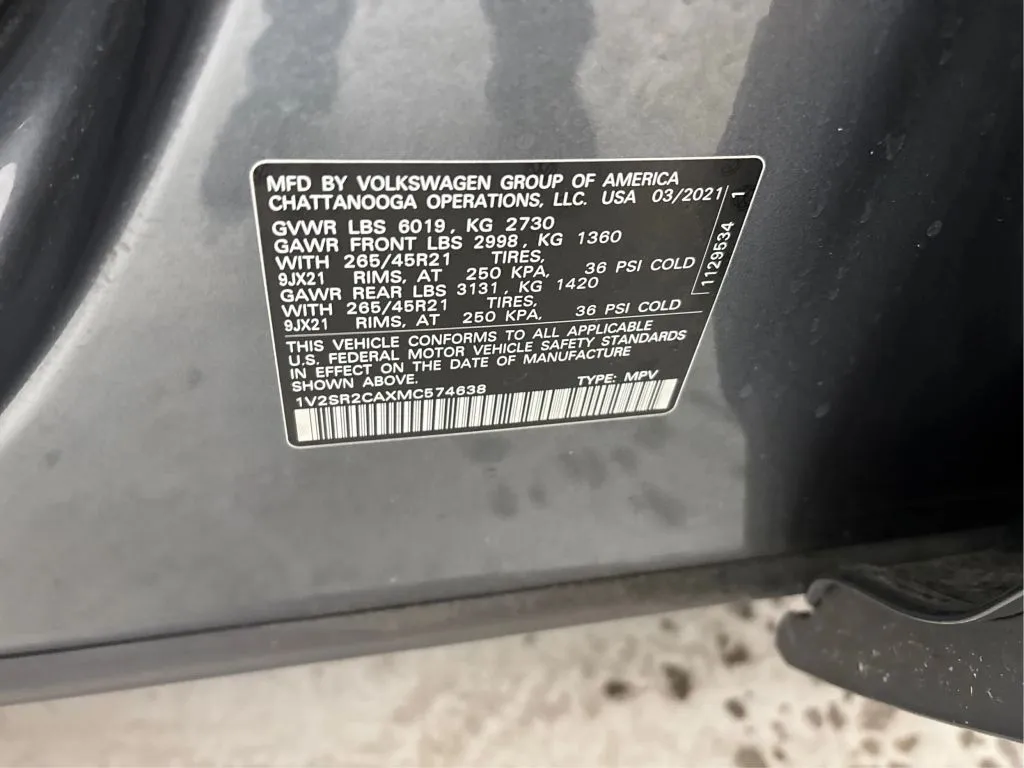 MFD BY VOLKSWAGEN GROUP OF AMERICA
CHATTANOOGA OPERATIONS, LLC. USA 03/2021
GVWR LBS 6019, KG 2730
GAWR FRONT LBS 2998, KG 1360
WITH 265/45R21 TIRES,
9JX21 RIMS, AT 250 KPA, 36 PSI COLD
GAWR REAR LBS 3131, KG 1420
WITH 265/45R21 TIRES,
9JX21 RIMS, AT 250 KPA, 36 PSI COLD
1129534 1
THIS VEHICLE CONFORMS TO ALL APPLICABLE
U.S. FEDERAL MOTOR VEHICLE SAFETY STANDARDS
IN EFFECT ON THE DATE OF MANUFACTURE
SHOWN ABOVE.
1V2SR2CAXMC574638 TYPE: MPV